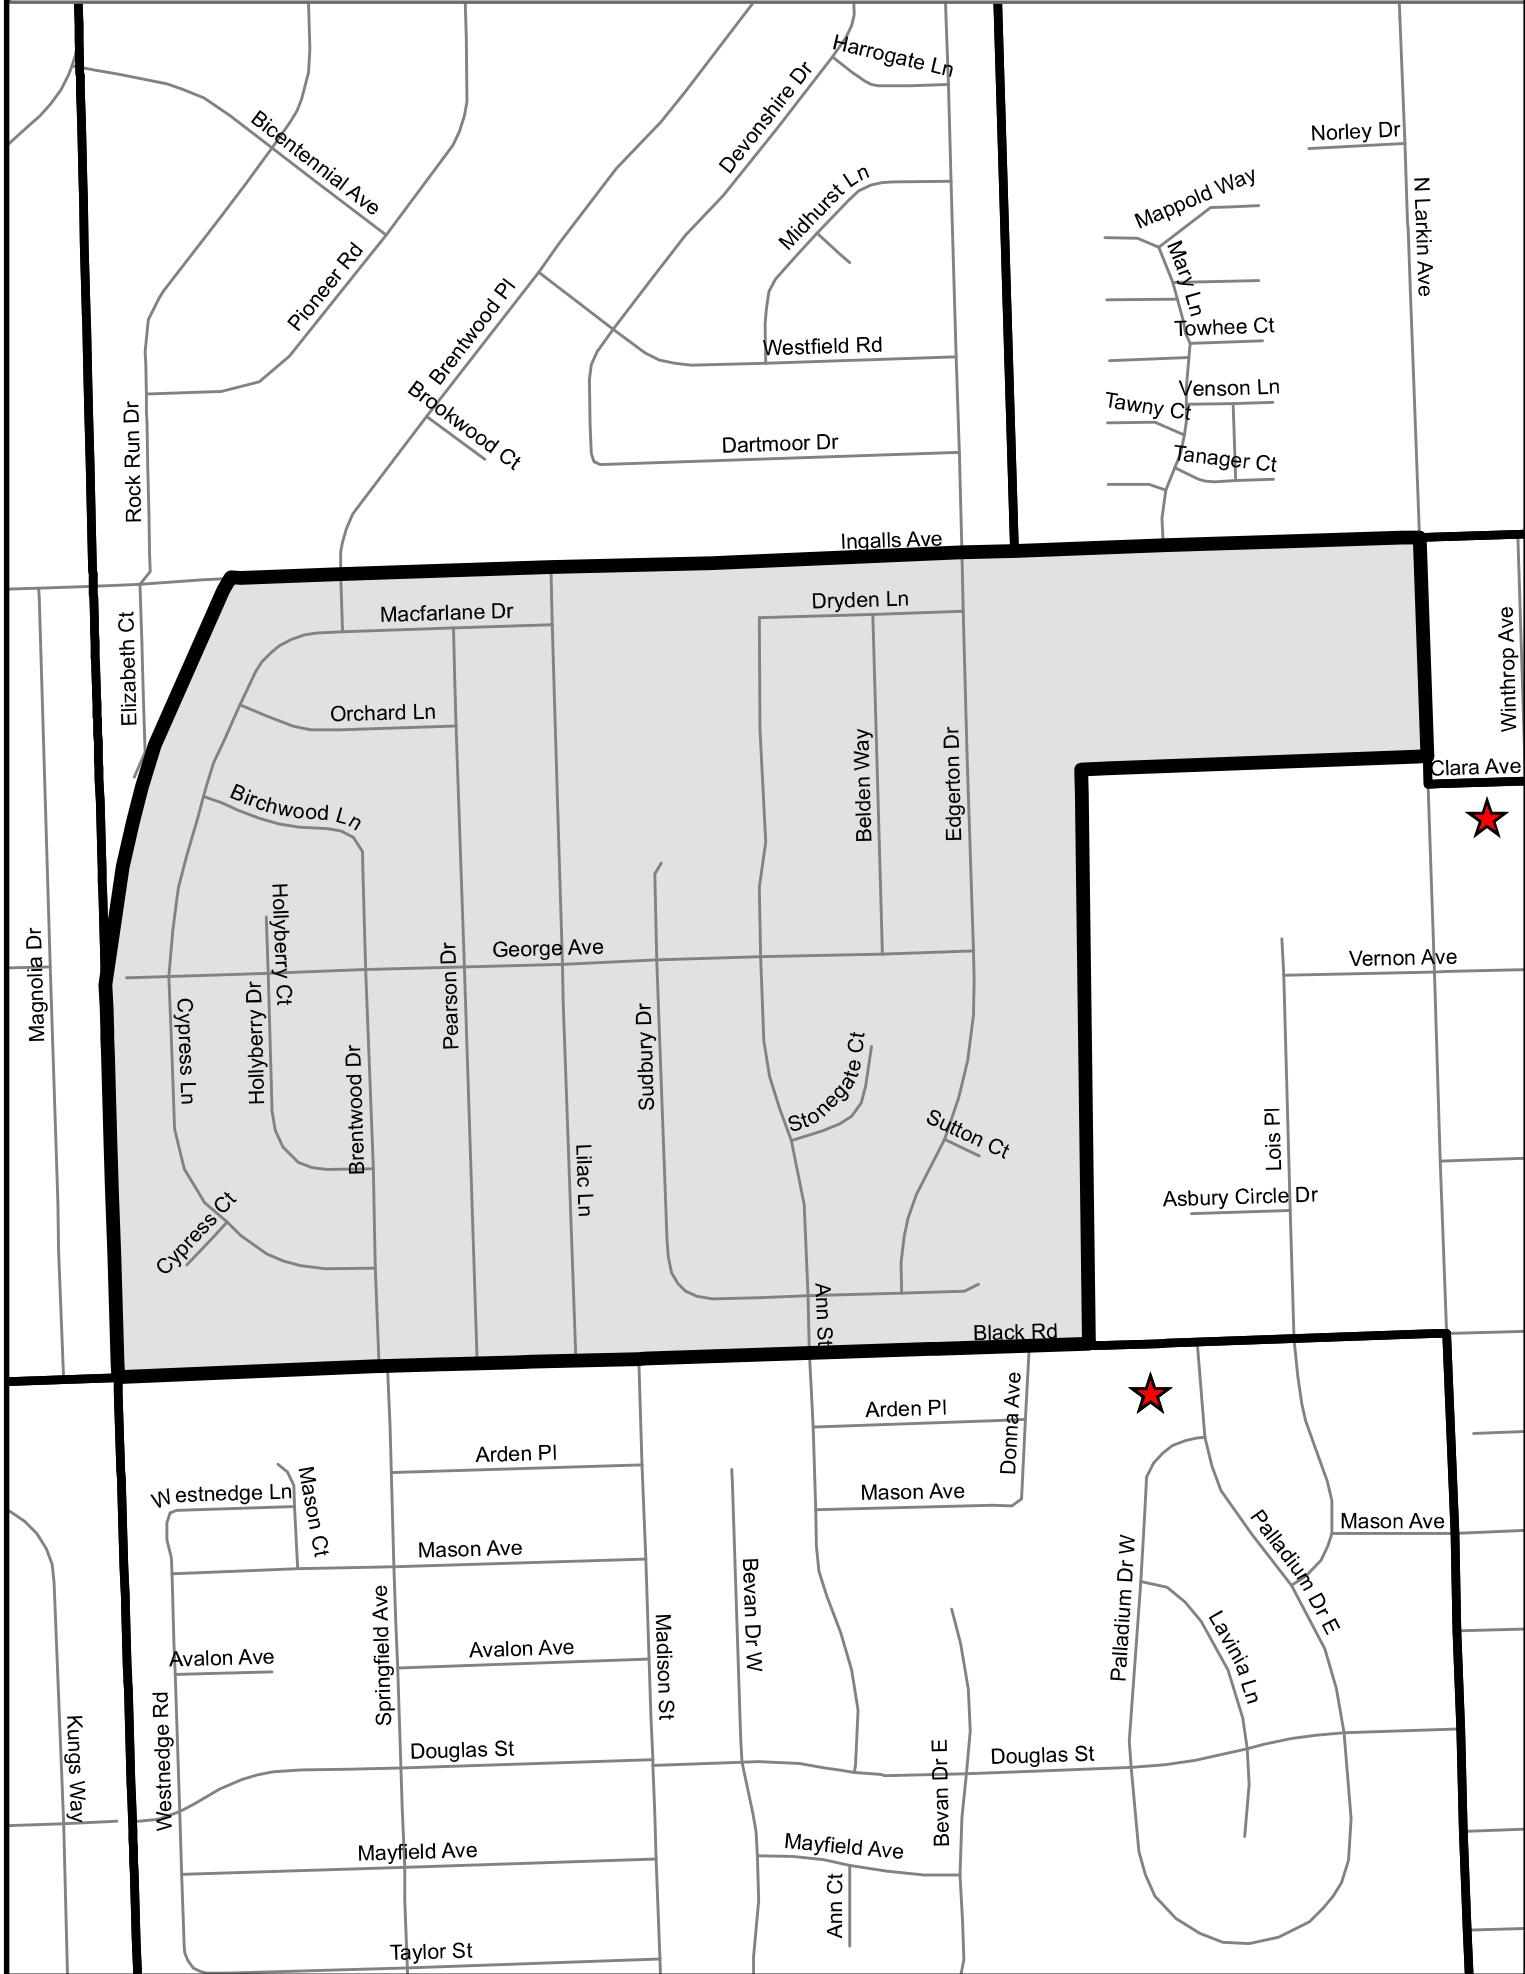 Harrogate Ln
Devonshire Dr
Bicentennial Ave
Norley Dr
Mappold Way
Midhurst Ln
N Larkin Ave
Mary Ln
Pioneer Rd
Brentwood Pl
Towhee Ct
Westfield Rd
Venson Ln
Tawny Ct
Brookwood Ct
Rock Run Dr
Dartmoor Dr
Tanager Ct
Ingalls Ave
Dryden Ln
Macfarlane Dr
Elizabeth Ct
Winthrop Ave
Orchard Ln
Belden Way
Edgerton Dr
Clara Ave
Birchwood Ln
Hollyberry Ct
Magnolia Dr
George Ave
Pearson Dr
Vernon Ave
Cypress Ln
Hollyberry Dr
Brentwood Dr
Sudbury Dr
Stonegate Ct
Sutton Ct
Lois Pl
Lilac Ln
Cypress Ct
Asbury Circle Dr
Ann St
Black Rd
Donna Ave
Arden Pl
Arden Pl
Westnedge Ln
Mason Ct
Mason Ave
Mason Ave
Mason Ave
Palladium Dr W
Palladium Dr E
Bevan Dr W
Springfield Ave
Madison St
Lavinia Ln
Avalon Ave
Avalon Ave
Westnedge Rd
Kungs Way
Douglas St
Douglas St
Bevan Dr E
Mayfield Ave
Mayfield Ave
Ann Ct
Taylor St